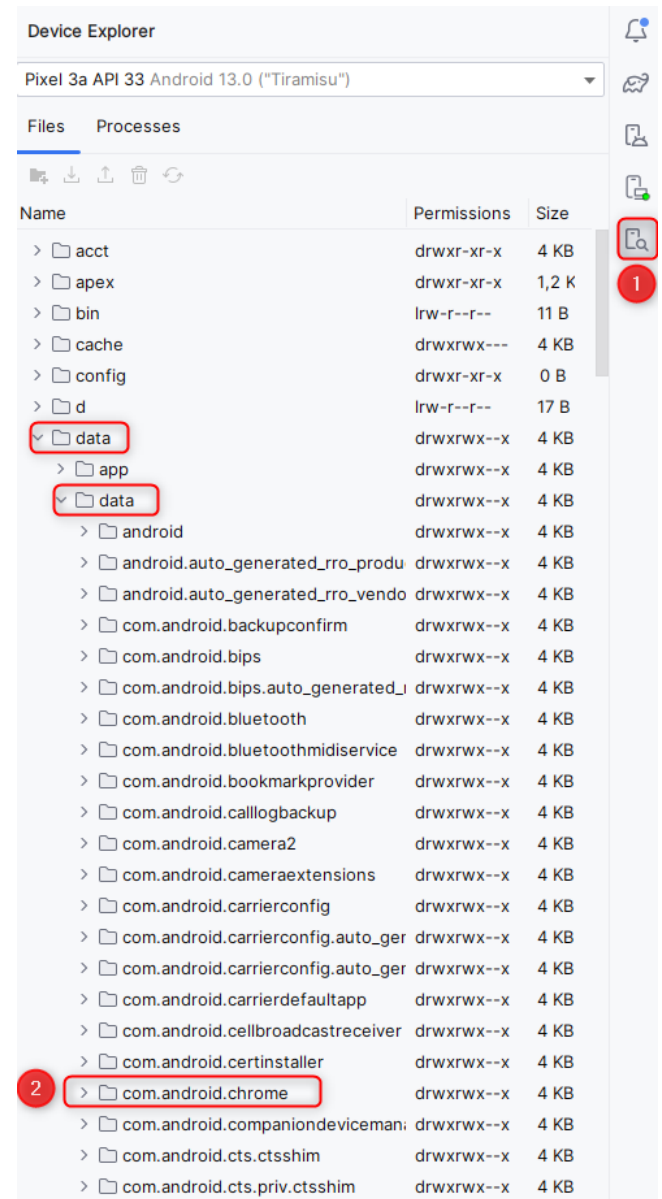 Device Explorer
Pixel 3a API 33 Android 13.0 ("Tiramisu")
Files Processes
Name Permissions Size
acct drwxr-xr-x 4 KB
apex drwxr-xr-x 1,2 K
1
bin lrw-r--r-- 11 B
cache drwxrwx--- 4 KB
config drwxr-xr-x 0 B
d lrw-r--r-- 17 B
data drwxrwx--x 4 KB
app drwxrwx--x 4 KB
data drwxrwx--x 4 KB
android drwxrwx--x 4 KB
android.auto_generated_rro_produ drwxrwx--x 4 KB
android.auto_generated_rro_vendo drwxrwx--x 4 KB
com.android.backupconfirm drwxrwx--x 4 KB
com.android.bips drwxrwx--x 4 KB
com.android.bips.auto_generated_ drwxrwx--x 4 KB
com.android.bluetooth drwxrwx--x 4 KB
com.android.bluetoothmidiservice drwxrwx--x 4 KB
com.android.bookmarkprovider drwxrwx--x 4 KB
com.android.calllogbackup drwxrwx--x 4 KB
com.android.camera2 drwxrwx--x 4 KB
com.android.cameraextensions drwxrwx--x 4 KB
com.android.carrierconfig drwxrwx--x 4 KB
com.android.carrierconfig.auto_ger drwxrwx--x 4 KB
com.android.carrierconfig.auto_ger drwxrwx--x 4 KB
com.android.carrierdefaultapp drwxrwx--x 4 KB
com.android.cellbroadcastreceiver drwxrwx--x 4 KB
com.android.certinstaller drwxrwx--x 4 KB
2 com.android.chrome drwxrwx--x 4 KB
com.android.companiondeviceman drwxrwx--x 4 KB
com.android.cts.ctsshim drwxrwx--x 4 KB
com.android.cts.priv.ctsshim drwxrwx--x 4 KB